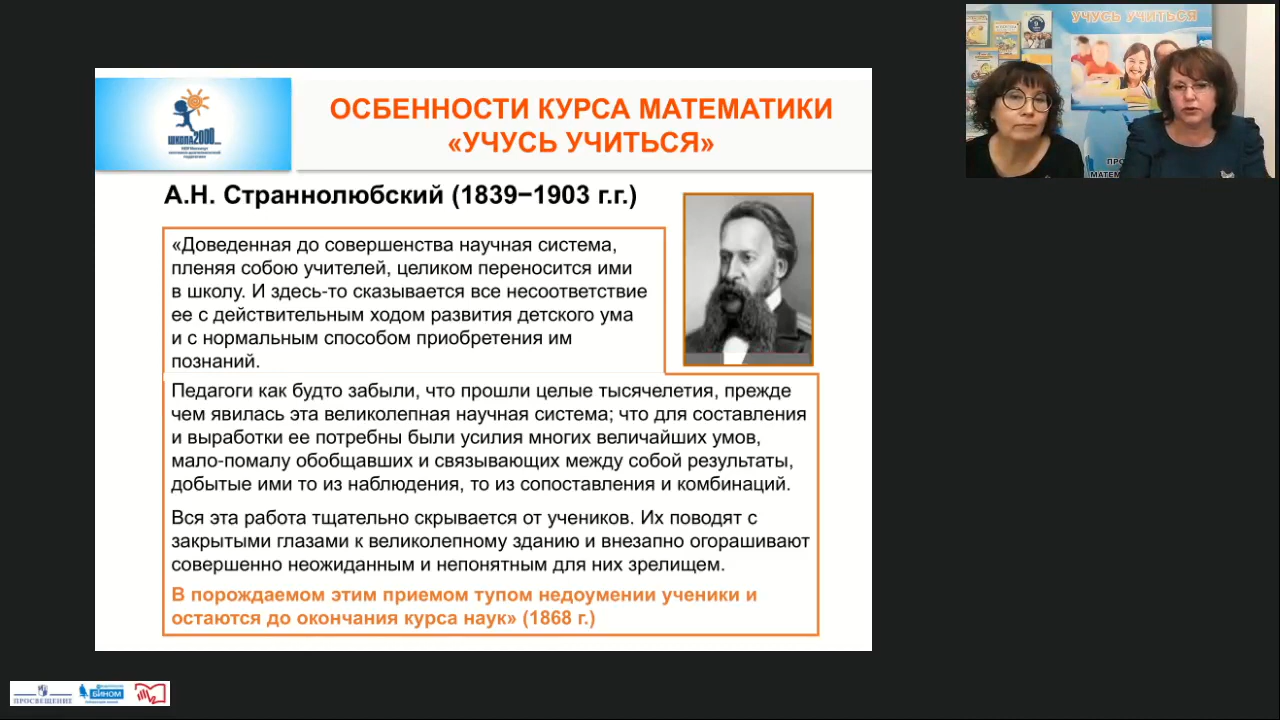 ОСБЕННОСТИ КУРСА МАТЕМАТИКИ
«УЧУСЬ УЧИТЬСЯ»
ШКОЛА2000...
А.Н. Страннолюбский (1839–1903 г.г.)
«Доведенная до совершенства научная система,
пленяя собою учителей, целиком переносится ими
в школу. И здесь-то сказывается все несоответствие
ее с действительным ходом развития детского ума
и с нормальным способом приобретения им
познаний.
Педагоги как будто забыли, что прошли целые тысячелетия, прежде
чем явилась эта великолепная научная система; что для составления
и выработки ее потребны были усилия многих величайших умов,
мало-помалу обобщавших и связывающих между собой результаты,
добытые ими то из наблюдения, то из сопоставления и комбинаций.
Вся эта работа тщательно скрывается от учеников. Их поводят с
закрытыми глазами к великолепному зданию и внезапно огорашивают
совершенно неожиданным и непонятным для них зрелищем.
В порождаемом этим приемом тупом недоумении ученики и
остаются до окончания курса наук» (1868 г.)
УЧУСЬ УЧИТЬСЯ
ПРОСВЕЩЕНИЕ
БИНОМ